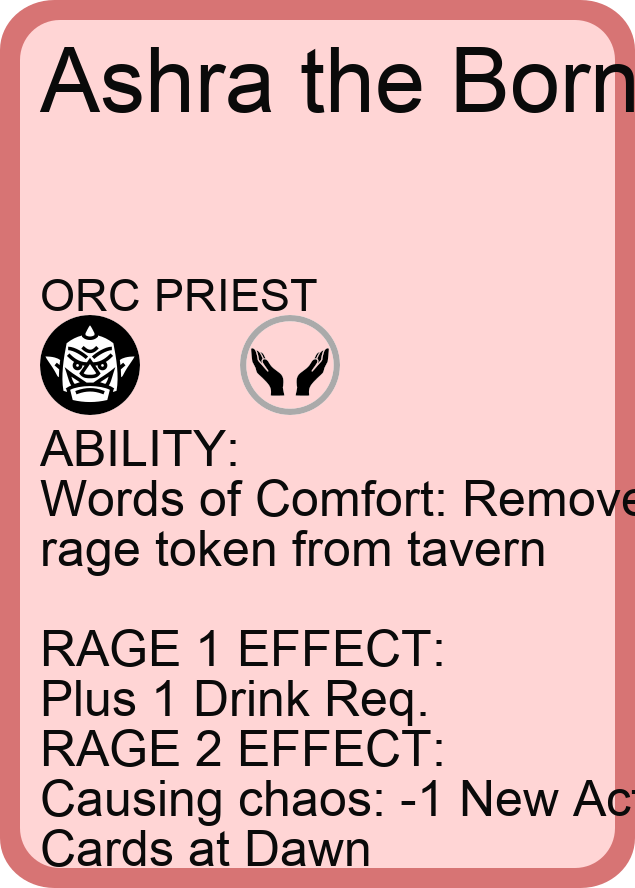 Ashra the Born
ORC PRIEST
ABILITY:
Words of Comfort: Remove
rage token from tavern
RAGE 1 EFFECT:
Plus 1 Drink Req.
RAGE 2 EFFECT:
Causing chaos: -1 New Act
Cards at Dawn